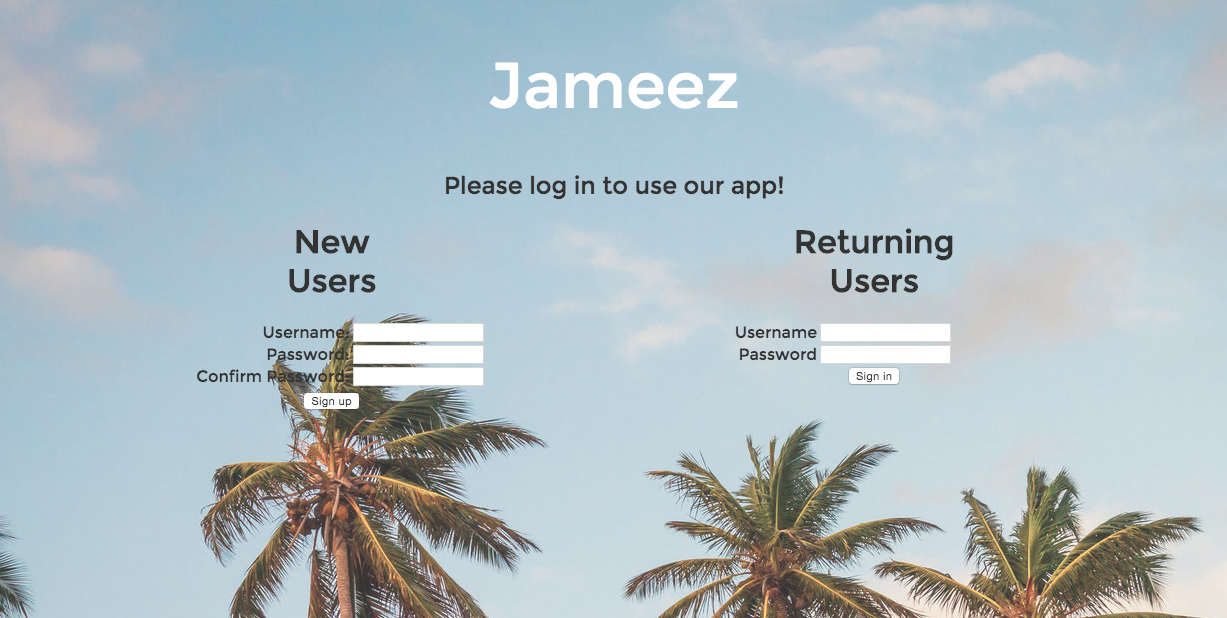 Jameez
Please log in to use our app!
New
Users
Username:
Password:
Confirm Password:
Sign up
Returning
Users
Username
Password
Sign in